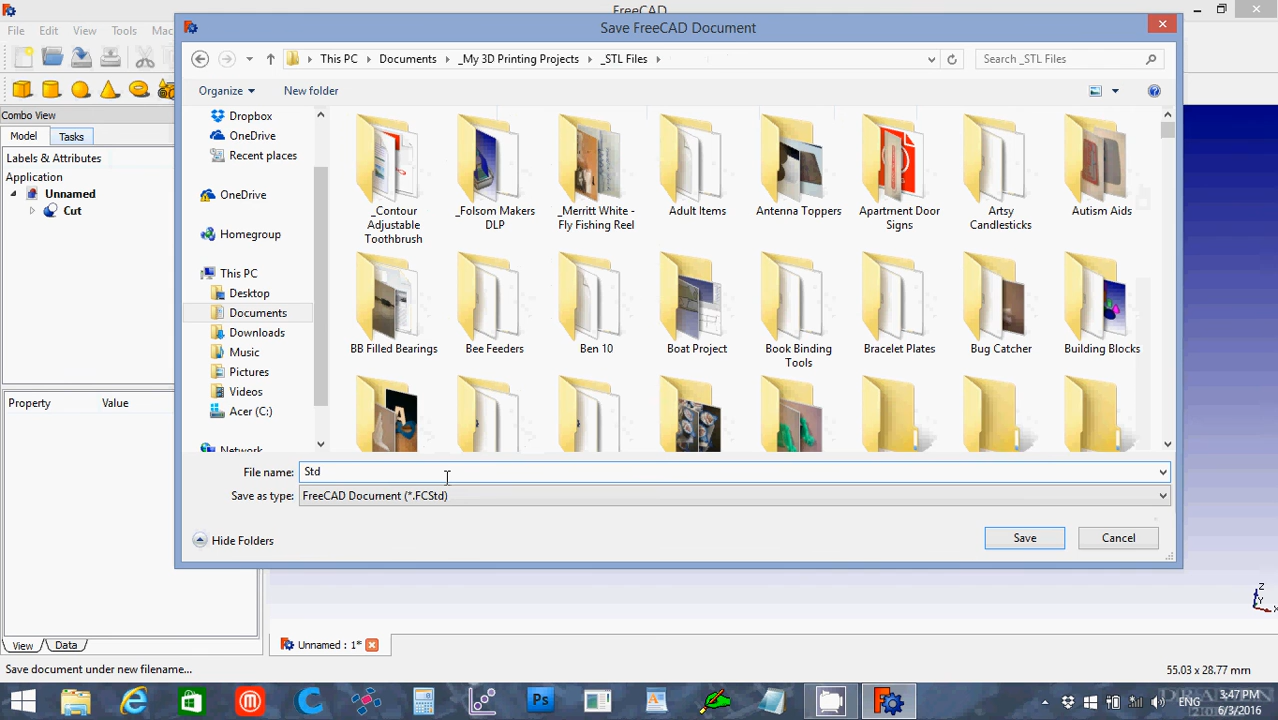 FreeCAD
Save FreeCAD Document
File Edit View Tools Mac
This PC Documents _My 3D Printing Projects _STL Files
Search _STL Files
Organize New folder
Combo View
Model Tasks
Labels & Attributes
Application
Unnamed
Cut
Dropbox
OneDrive
Recent places
OneDrive
Homegroup
This PC
Desktop
Documents
Downloads
Music
Pictures
Videos
Acer (C:)
Network
_Contour
Adjustable
Toothbrush
_Folsom Makers
DLP
_Merritt White -
Fly Fishing Reel
Adult Items
Antenna Toppers
Apartment Door
Signs
Artsy
Candlesticks
Autism Aids
BB Filled Bearings
Bee Feeders
Ben 10
Boat Project
Book Binding
Tools
Bracelet Plates
Bug Catcher
Building Blocks
Property Value
File name: Std
Save as type: FreeCAD Document (*.FCStd)
Hide Folders
Save Cancel
Z
Y
X
View Data
Unnamed : 1*
Save document under new filename...
55.03 x 28.77 mm
Ps
ENG
3:47 PM
6/3/2016